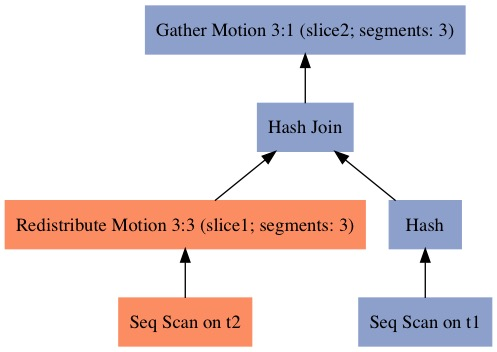 Gather Motion 3:1 (slice2; segments: 3)
Hash Join
Redistribute Motion 3:3 (slice1; segments: 3)
Hash
Seq Scan on t2
Seq Scan on t1